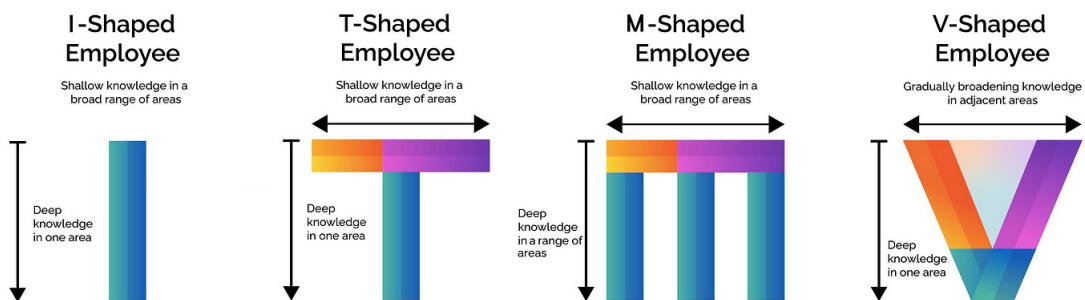 I-Shaped
Employee
Shallow knowledge in a
broad range of areas
Deep
knowledge
in one area
T-Shaped
Employee
Shallow knowledge in a
broad range of areas
Deep
knowledge
in one area
M-Shaped
Employee
Shallow knowledge in a
broad range of areas
Deep
knowledge
in a range of
areas
V-Shaped
Employee
Gradually broadening knowledge
in adjacent areas
Deep
knowledge
in one area